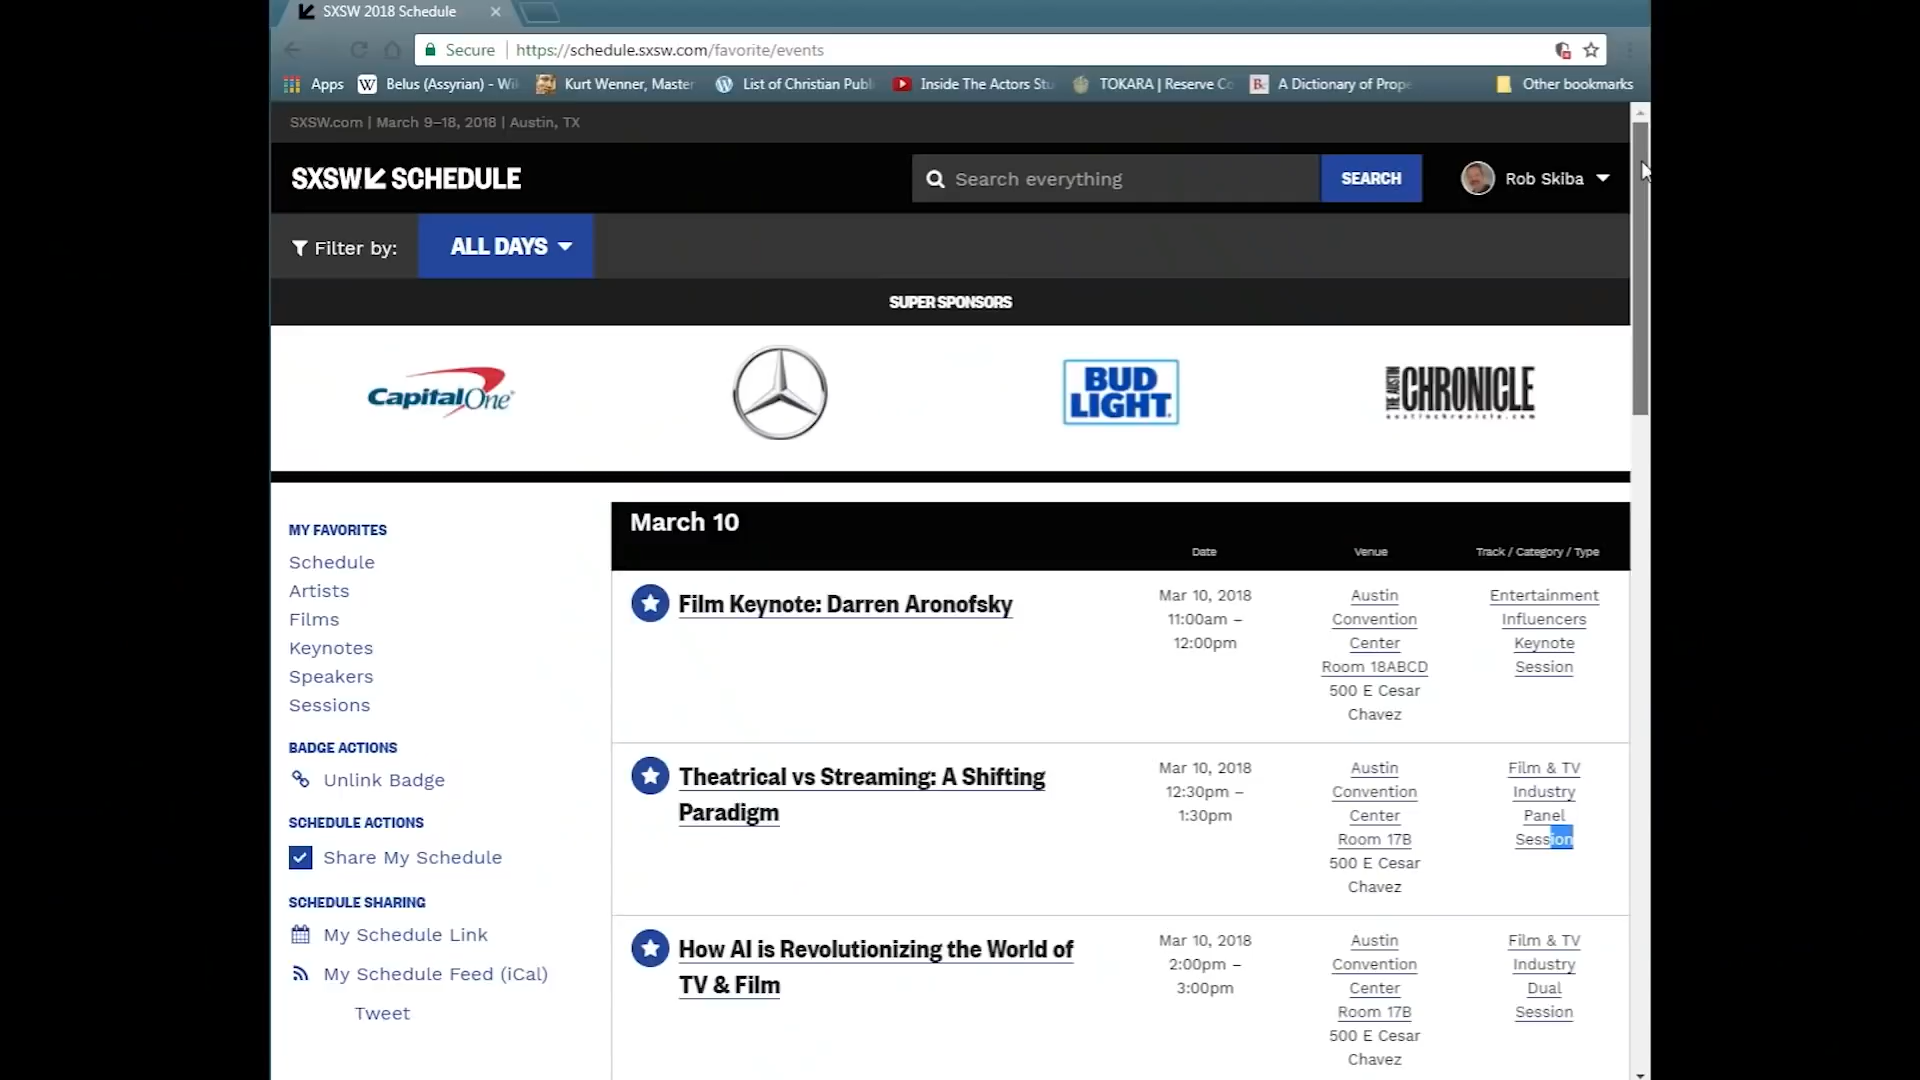 SXSW 2018 Schedule
Secure | https://schedule.sxsw.com/favorite/events
Apps Belus (Assyrian) - Wi Kurt Wenner, Master List of Christian Publ Inside The Actors Stu TOKARA | Reserve Co A Dictionary of Prope Other bookmarks
SXSW.com | March 9–18, 2018 | Austin, TX
SXSW SCHEDULE
Search everything
SEARCH
Rob Skiba
Filter by:
ALL DAYS
SUPER SPONSORS
Capital One
BUD
LIGHT
THE AUSTIN
CHRONICLE
austinchronicle.com
MY FAVORITES
Schedule
Artists
Films
Keynotes
Speakers
Sessions
BADGE ACTIONS
Unlink Badge
SCHEDULE ACTIONS
Share My Schedule
SCHEDULE SHARING
My Schedule Link
My Schedule Feed (iCal)
Tweet
March 10
Date Venue Track / Category / Type
Film Keynote: Darren Aronofsky
Mar 10, 2018
11:00am –
12:00pm
Austin
Convention
Center
Room 18ABCD
500 E Cesar
Chavez
Entertainment
Influencers
Keynote
Session
Theatrical vs Streaming: A Shifting
Paradigm
Mar 10, 2018
12:30pm –
1:30pm
Austin
Convention
Center
Room 17B
500 E Cesar
Chavez
Film & TV
Industry
Panel
Session
How AI is Revolutionizing the World of
TV & Film
Mar 10, 2018
2:00pm –
3:00pm
Austin
Convention
Center
Room 17B
500 E Cesar
Chavez
Film & TV
Industry
Dual
Session